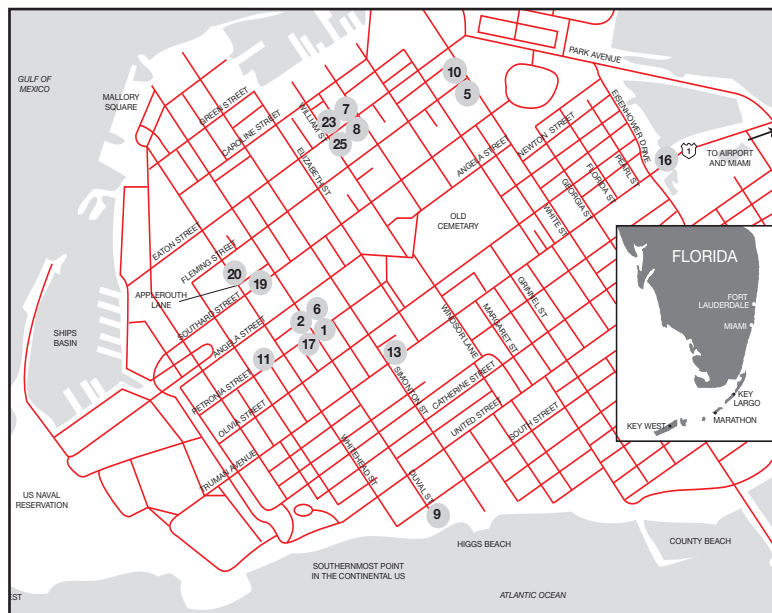 GULF OF
MEXICO
MALLORY
SQUARE
GREEN STREET
CAROLINE STREET
WILLIAM ST
ELIZABETH ST
7
23
8
25
10
5
PARK AVENUE
EISENHOWER DRIVE
16
1
TO AIRPORT
AND MIAMI
ANGELA STREET
NEWTON STREET
PEARL ST
FLORIDA ST
GEORGIA ST
WHITE ST
OLD
CEMETARY
EATON STREET
FLEMING STREET
20
19
APPLEROUTH
LANE
SOUTHARD STREET
ANGELA STREET
6
2
1
17
11
13
SHIPS
BASIN
PETRONIA STREET
OLIVIA STREET
TRUMAN AVENUE
GRINNEL ST
MARGARET ST
WINDSOR LANE
SIMONTON ST
CATHERINE STREET
UNITED STREET
SOUTH STREET
WHITEHEAD ST
DUVAL ST
9
US NAVAL
RESERVATION
HIGGS BEACH
COUNTY BEACH
SOUTHERNMOST POINT
IN THE CONTINENTAL US
ATLANTIC OCEAN
EST
FLORIDA
FORT
LAUDERDALE
MIAMI
KEY
LARGO
MARATHON
KEY WEST